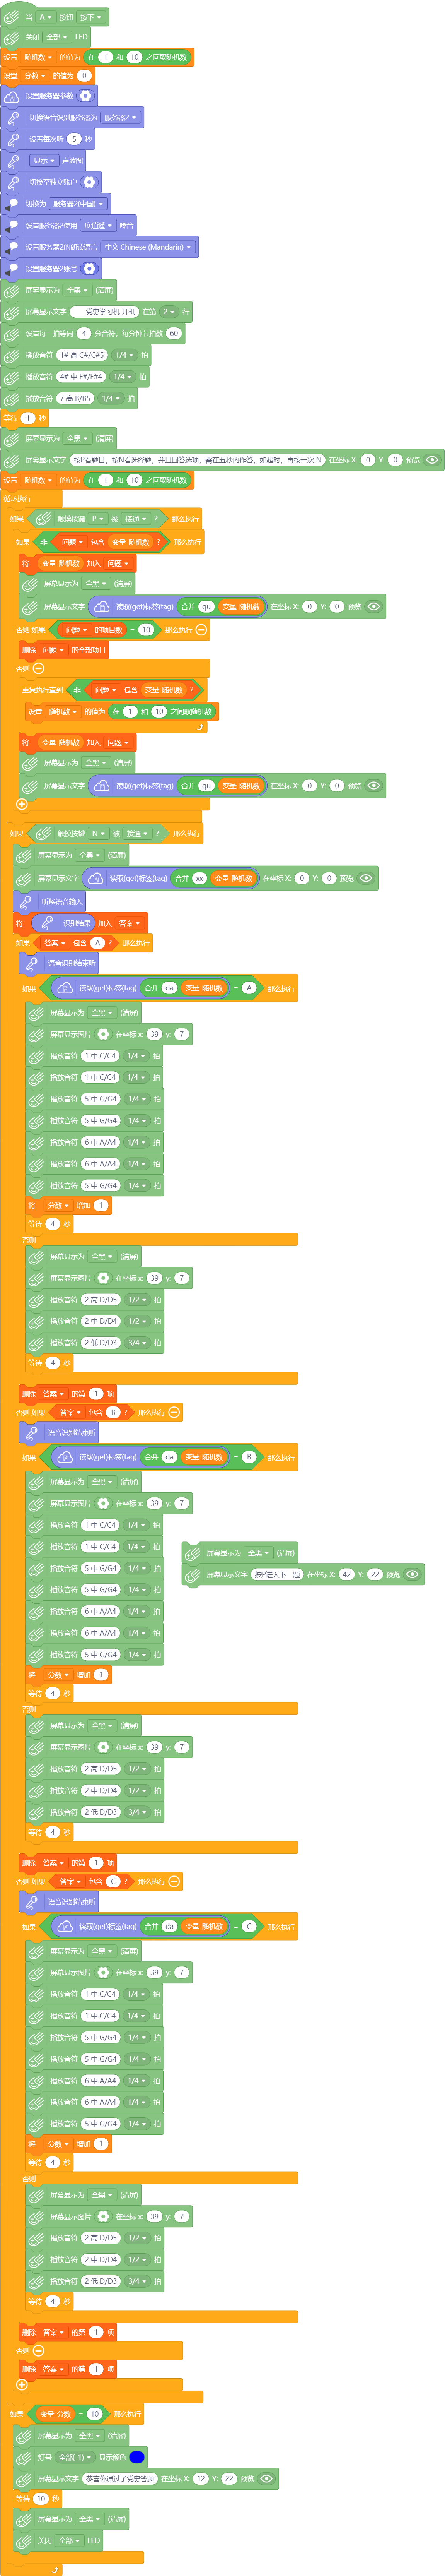 当 A 按钮 按下
关闭 全部 LED
设置 随机数 的值为 在 1 和 10 之间取随机数
设置 分数 的值为 0
设置服务器参数
切换语音识别服务器为 服务器2
设置每次听 5 秒
显示 声波图
切换至独立账户
切换为 服务器2(中国)
设置服务器2使用 度逍遥 嗓音
设置服务器2的朗读语言 中文 Chinese (Mandarin)
设置服务器2账号
屏幕显示为 全黑 (清屏)
屏幕显示文字 党史学习机 开机 在第 2 行
设置每一拍等码 4 分音符，每分钟节拍数 60
播放音符 1# 高 C#/C#5 1/4 拍
播放音符 4# 中 F#/F#4 1/4 拍
播放音符 7 高 B/B5 1/4 拍
等待 1 秒
屏幕显示为 全黑 (清屏)
屏幕显示文字 按P看题目，按N看选择题，并且回答选项，需在五秒内作答，如超时，再按一次 N 在坐标 X: 0 Y: 0 预览
设置 随机数 的值为 在 1 和 10 之间取随机数
循环执行
如果 触摸按键 P 被 接通 ? 那么执行
如果 非 问题 包含 变量 随机数 ? 那么执行
将 变量 随机数 加入 问题
屏幕显示为 全黑 (清屏)
屏幕显示文字 读取(get)标签(tag) 合并 qu 变量 随机数 在坐标 X: 0 Y: 0 预览
否则 如果 问题 的项目数 = 10 那么执行
删除 问题 的全部项目
否则
重复执行直到 非 问题 包含 变量 随机数 ?
设置 随机数 的值为 在 1 和 10 之间取随机数
将 变量 随机数 加入 问题
屏幕显示为 全黑 (清屏)
屏幕显示文字 读取(get)标签(tag) 合并 qu 变量 随机数 在坐标 X: 0 Y: 0 预览
如果 触摸按键 N 被 接通 ? 那么执行
屏幕显示为 全黑 (清屏)
屏幕显示文字 读取(get)标签(tag) 合并 xx 变量 随机数 在坐标 X: 0 Y: 0 预览
听候语音输入
将 识别结果 加入 答案
如果 答案 包含 A ? 那么执行
语音识别结束听
如果 读取(get)标签(tag) 合并 da 变量 随机数 = A 那么执行
屏幕显示为 全黑 (清屏)
屏幕显示图片 在坐标 x: 39 y: 7
播放音符 1 中 C/C4 1/4 拍
播放音符 1 中 C/C4 1/4 拍
播放音符 5 中 G/G4 1/4 拍
播放音符 5 中 G/G4 1/4 拍
播放音符 6 中 A/A4 1/4 拍
播放音符 6 中 A/A4 1/4 拍
播放音符 5 中 G/G4 1/4 拍
将 分数 增加 1
等待 4 秒
否则
屏幕显示为 全黑 (清屏)
屏幕显示图片 在坐标 x: 39 y: 7
播放音符 2 高 D/D5 1/2 拍
播放音符 2 中 D/D4 1/2 拍
播放音符 2 低 D/D3 3/4 拍
等待 4 秒
删除 答案 的第 1 项
否则 如果 答案 包含 B ? 那么执行
语音识别结束听
如果 读取(get)标签(tag) 合并 da 变量 随机数 = B 那么执行
屏幕显示为 全黑 (清屏)
屏幕显示图片 在坐标 x: 39 y: 7
播放音符 1 中 C/C4 1/4 拍
播放音符 1 中 C/C4 1/4 拍
屏幕显示为 全黑 (清屏)
播放音符 5 中 G/G4 1/4 拍
屏幕显示文字 按P进入下一题 在坐标 X: 42 Y: 22 预览
播放音符 5 中 G/G4 1/4 拍
播放音符 6 中 A/A4 1/4 拍
播放音符 6 中 A/A4 1/4 拍
播放音符 5 中 G/G4 1/4 拍
将 分数 增加 1
等待 4 秒
否则
屏幕显示为 全黑 (清屏)
屏幕显示图片 在坐标 x: 39 y: 7
播放音符 2 高 D/D5 1/2 拍
播放音符 2 中 D/D4 1/2 拍
播放音符 2 低 D/D3 3/4 拍
等待 4 秒
删除 答案 的第 1 项
否则 如果 答案 包含 C ? 那么执行
语音识别结束听
如果 读取(get)标签(tag) 合并 da 变量 随机数 = C 那么执行
屏幕显示为 全黑 (清屏)
屏幕显示图片 在坐标 x: 39 y: 7
播放音符 1 中 C/C4 1/4 拍
播放音符 1 中 C/C4 1/4 拍
播放音符 5 中 G/G4 1/4 拍
播放音符 5 中 G/G4 1/4 拍
播放音符 6 中 A/A4 1/4 拍
播放音符 6 中 A/A4 1/4 拍
播放音符 5 中 G/G4 1/4 拍
将 分数 增加 1
等待 4 秒
否则
屏幕显示为 全黑 (清屏)
屏幕显示图片 在坐标 x: 39 y: 7
播放音符 2 高 D/D5 1/2 拍
播放音符 2 中 D/D4 1/2 拍
播放音符 2 低 D/D3 3/4 拍
等待 4 秒
删除 答案 的第 1 项
否则
删除 答案 的第 1 项
如果 变量 分数 = 10 那么执行
屏幕显示为 全黑 (清屏)
灯号 全部(-1) 显示颜色
屏幕显示文字 恭喜你通过了党史答题 在坐标 X: 12 Y: 22 预览
等待 10 秒
屏幕显示为 全黑 (清屏)
关闭 全部 LED